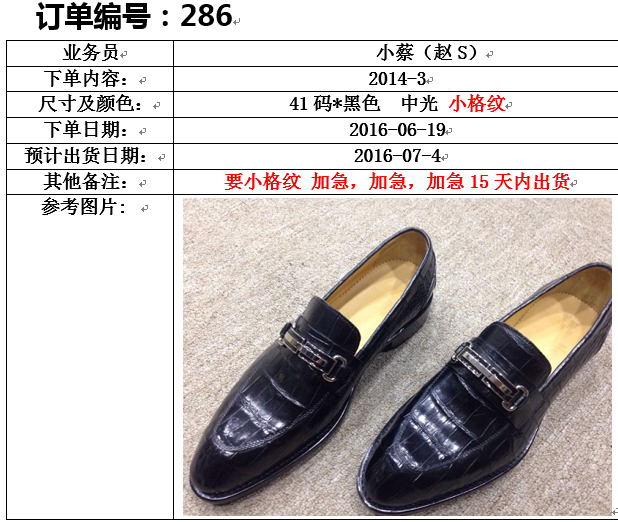 订单编号：286
业务员 小蔡（赵S）
下单内容： 2014-3
尺寸及颜色： 41码*黑色 中光 小格纹
下单日期： 2016-06-19
预计出货日期： 2016-07-4
其他备注： 要小格纹 加急，加急，加急15天内出货
参考图片：